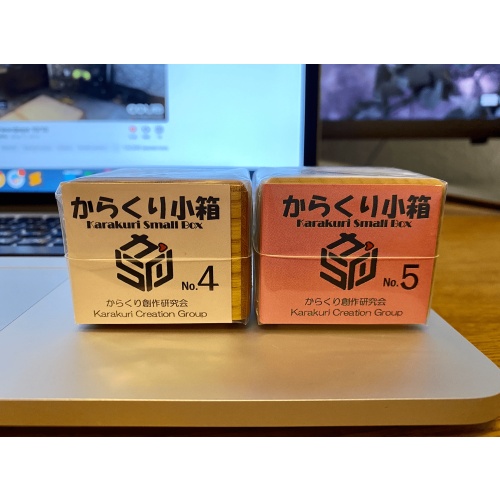 からくり小箱
Karakuri Small Box
No.4
からくり創作研究会
Karakuri Creation Group
からくり小箱
Karakuri Small Box
No.5
からくり創作研究会
Karakuri Creation Group